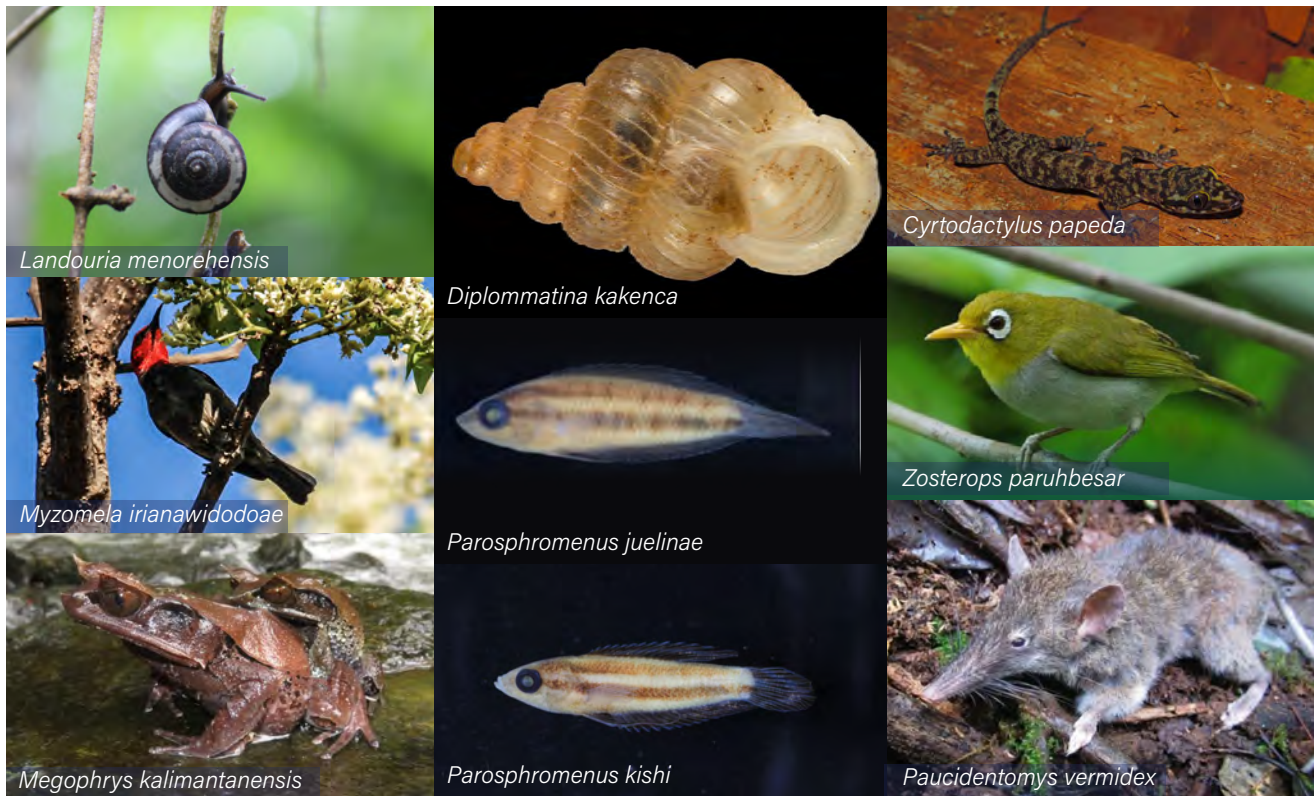 Landouria menorehensis
Myzomela irianawidodoae
Megophrys kalimantanensis
Diplommatina kakenca
Parosphromenus juelinae
Parosphromenus kishi
Cyrtodactylus papeda
Zosterops paruhbesar
Paucidentomys vermidex